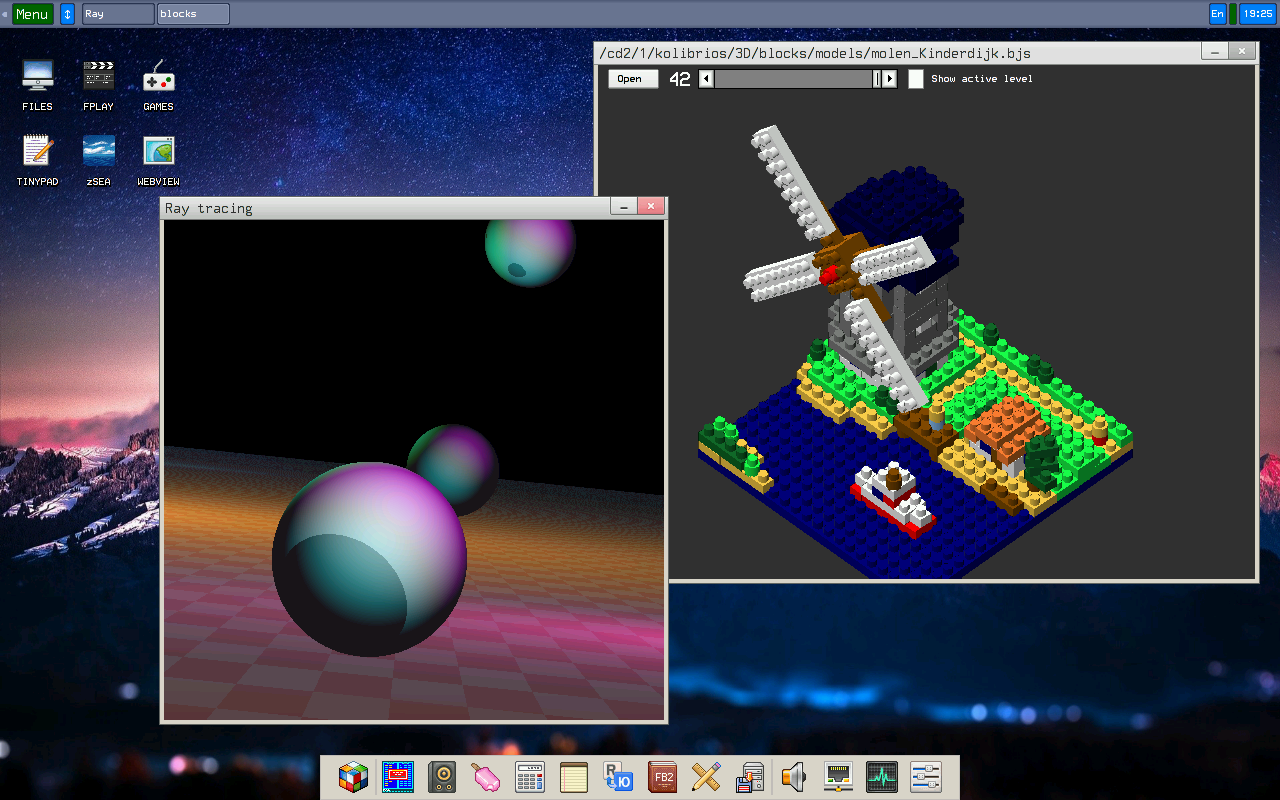 Menu
Ray
blocks
En
19:25
FILES
FPLAY
GAMES
TINYPAD
zSEA
WEBVIEW
/cd2/1/kolibrios/3D/blocks/models/molen_Kinderdijk.bjs
Open
42
Show active level
Ray tracing
R
Ю
FB2